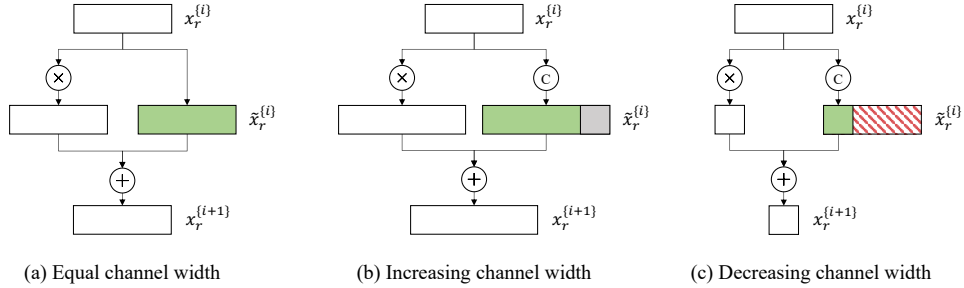 x_r^{i} x_r^{i} x_r^{i}
× × C × C
x̃_r^{i} x̃_r^{i} x̃_r^{i}
+ + +
x_r^{i+1} x_r^{i+1} x_r^{i+1}
(a) Equal channel width (b) Increasing channel width (c) Decreasing channel width